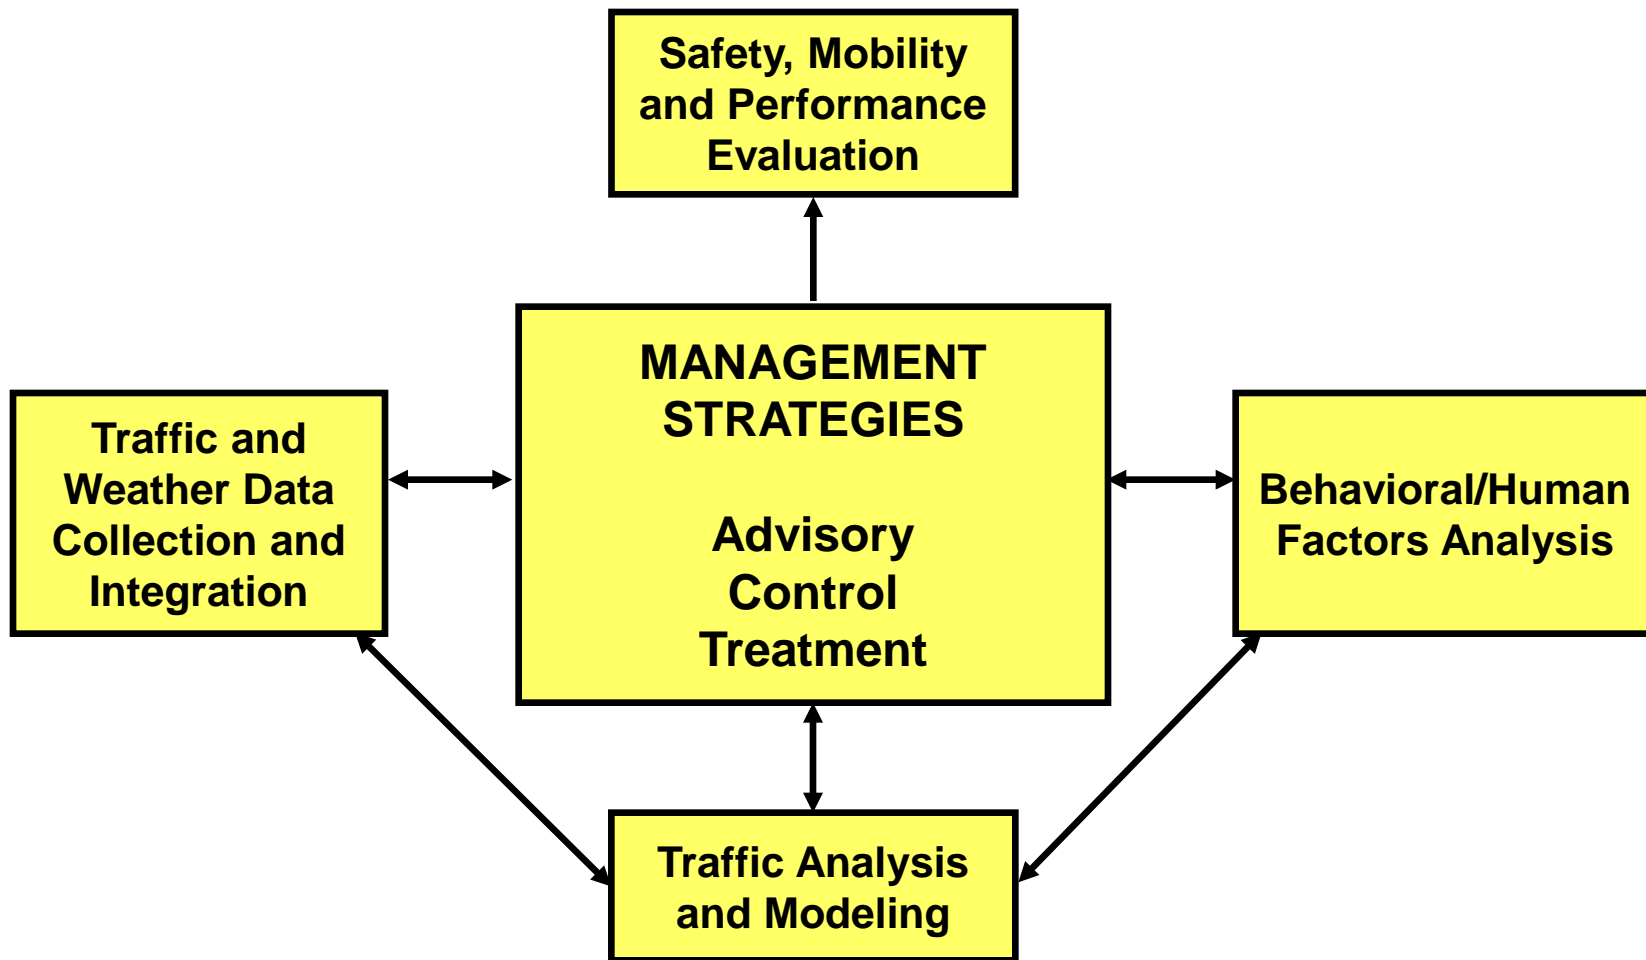 Safety, Mobility
and Performance
Evaluation
MANAGEMENT
STRATEGIES
Advisory
Control
Treatment
Traffic and
Weather Data
Collection and
Integration
Behavioral/Human
Factors Analysis
Traffic Analysis
and Modeling